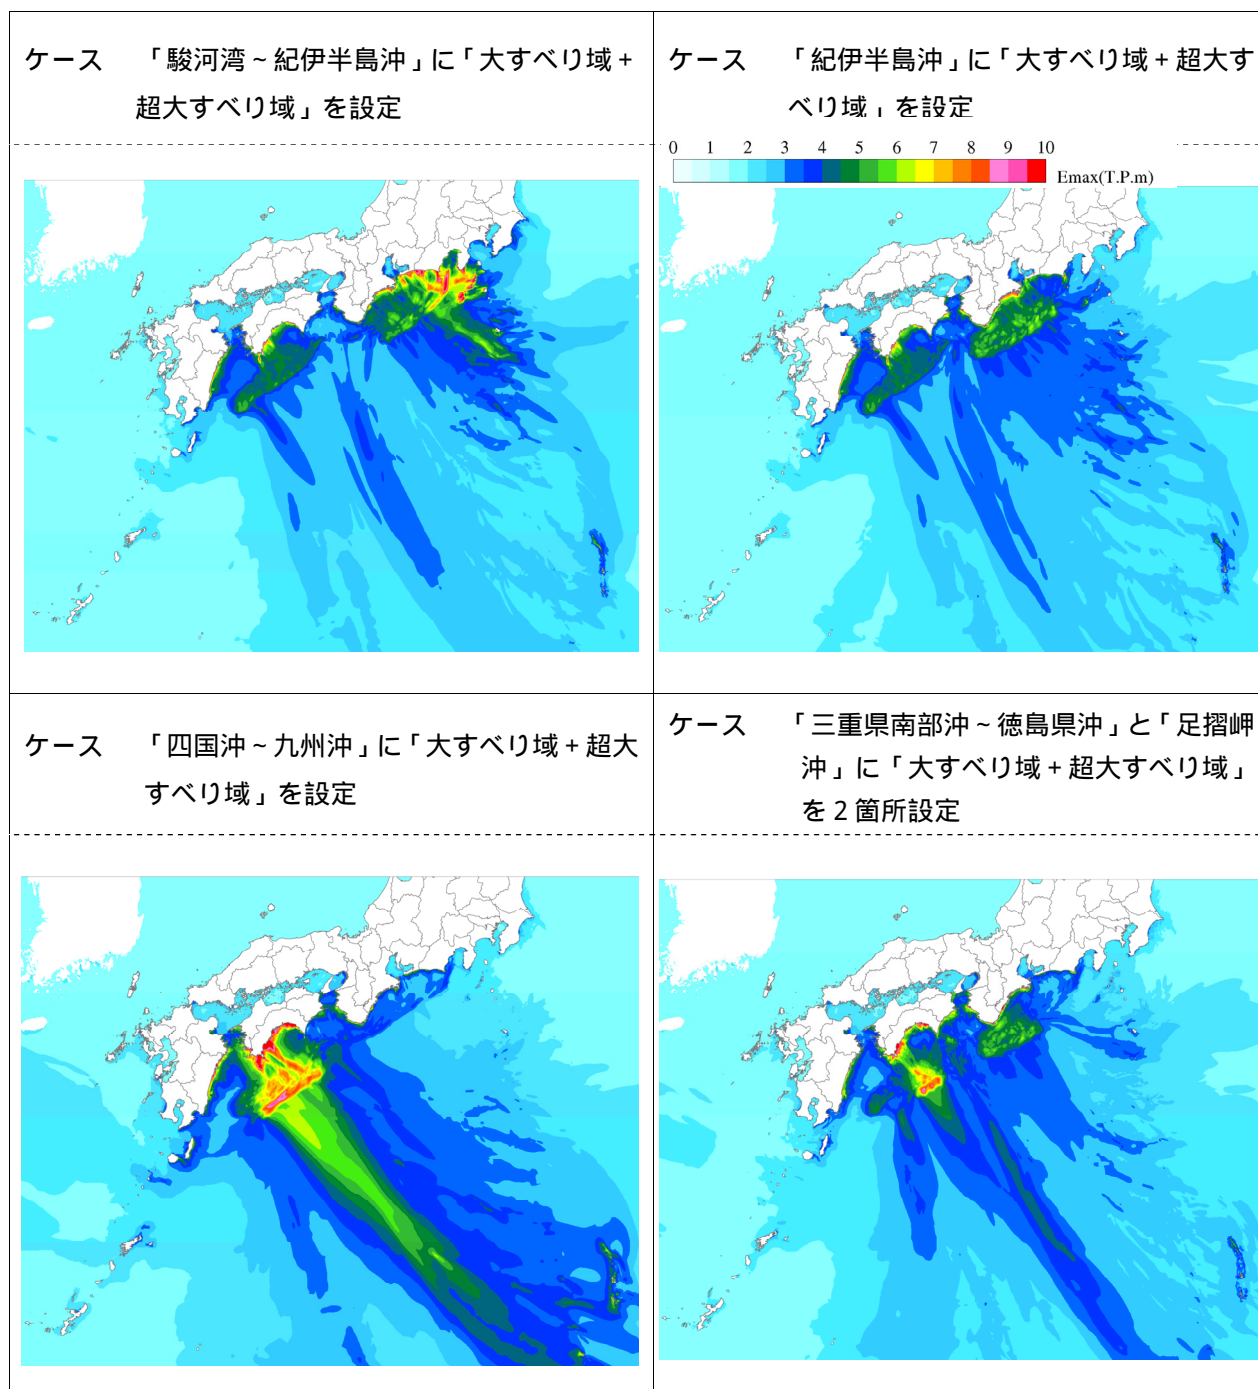 ケース 「駿河湾~紀伊半島沖」に「大すべり域+
超大すべり域」を設定
ケース 「紀伊半島沖」に「大すべり域+超大す
べり域」を設定
0 1 2 3 4 5 6 7 8 9 10
Emax(T.P.m)
ケース 「四国沖~九州沖」に「大すべり域+超大
すべり域」を設定
ケース 「三重県南部沖~徳島県沖」と「足摺岬
沖」に「大すべり域+超大すべり域」
を2箇所設定